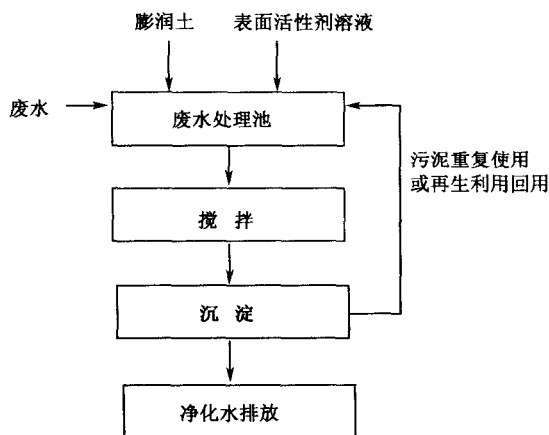 膨润土
表面活性剂溶液
废水
废水处理池
污泥重复使用
或再生利用回用
搅 拌
沉 淀
净化水排放